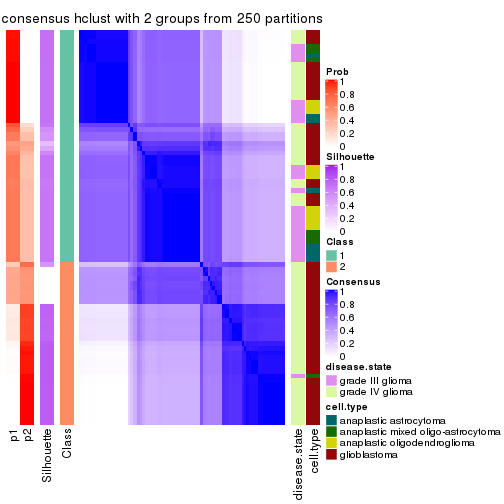 consensus hclust with 2 groups from 250 partitions
Prob
1
0.8
0.6
0.4
0.2
0
Silhouette
1
0.8
0.6
0.4
0.2
0
Class
1
2
Consensus
1
0.8
0.6
0.4
0.2
0
disease.state
grade III glioma
grade IV glioma
cell.type
anaplastic astrocytoma
anaplastic mixed oligo-astrocytoma
anaplastic oligodendroglioma
glioblastoma
p1
p2
Silhouette
Class
disease.state
cell.type